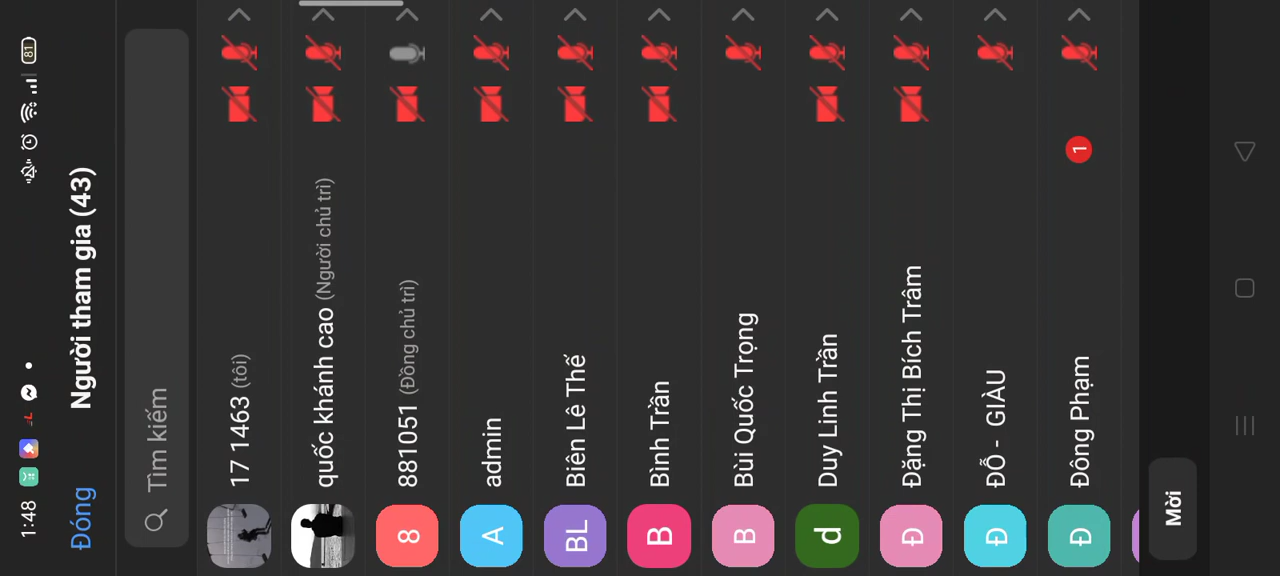 1:48
81
Đóng
Người tham gia (43)
Tìm kiếm
17 1463 (tôi)
quốc khánh cao (Người chủ trì)
8
881051 (Đồng chủ trì)
A
admin
BL
Biên Lê Thế
B
Bình Trần
B
Bùi Quốc Trọng
d
Duy Linh Trần
Đ
Đặng Thị Bích Trâm
Đ
ĐỖ - GIÀU
Đ
Đông Phạm
1
Mời